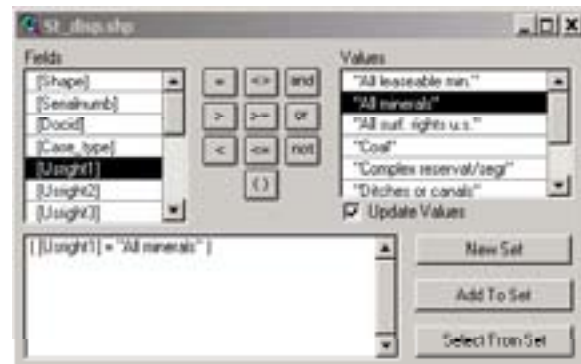 St_disp.shp
Fields
[Shape]
[Serialnumb]
[Docid]
[Case_type]
[Usright1]
[Usright2]
[Usright3]
= <> and
> >= or
< <= not
( )
Values
"All leaseable min."
"All minerals"
"All surf. rights u.s."
"Coal"
"Complex reservat/segl"
"Ditches or canals"
Update Values
( [Usright1] = "All minerals" )
New Set
Add To Set
Select From Set